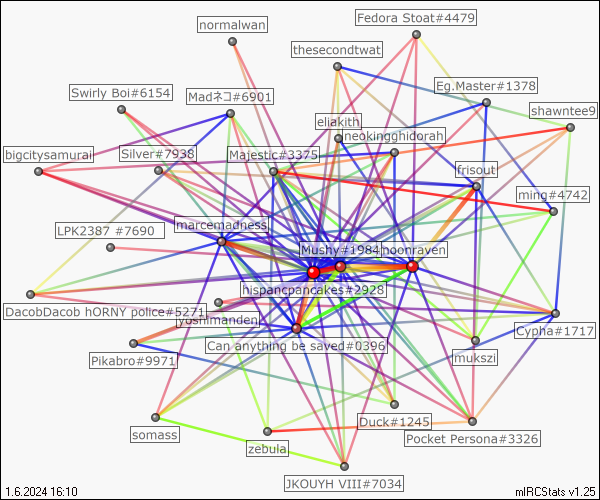 Fedora Stoat#4479
normalwan
thesecondtwat
Eg.Master#1378
Swirly Boi#6154
Madネコ#6901
shawntee9
eliakith
neokingghidorah
bigcitysamurai
Silver#7938
Majestic#3375
frisout
ming#4742
marcemadness
LPK2387 #7690
Mushy#1984
noonraven
hispancpancakes#2928
DacobDacob hORNY police#5271
yoshimanden
Cypha#1717
Can anything be saved#0396
Pikabro#9971
mukszi
Duck#1245
somass
Pocket Persona#3326
zebula
JKOUYH VIII#7034
1.6.2024 16:10
mIRCStats v1.25